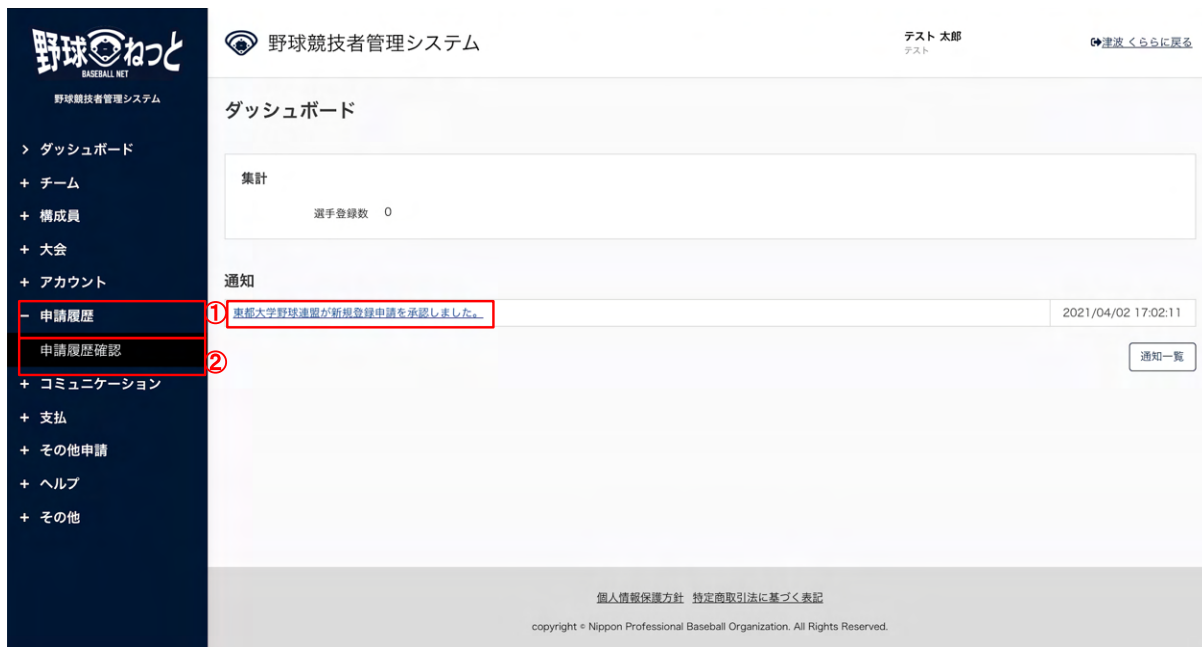 野球ねっと
BASEBALL NET
野球競技者管理システム
> ダッシュボード
+ チーム
+ 構成員
+ 大会
+ アカウント
− 申請履歴
申請履歴確認
+ コミュニケーション
+ 支払
+ その他申請
+ ヘルプ
+ その他
野球競技者管理システム
テスト 太郎
テスト
津波 くららに戻る
ダッシュボード
集計
選手登録数 0
通知
① 東都大学野球連盟が新規登録申請を承認しました。 2021/04/02 17:02:11
②
通知一覧
個人情報保護方針 特定商取引法に基づく表記
copyright © Nippon Professional Baseball Organization. All Rights Reserved.